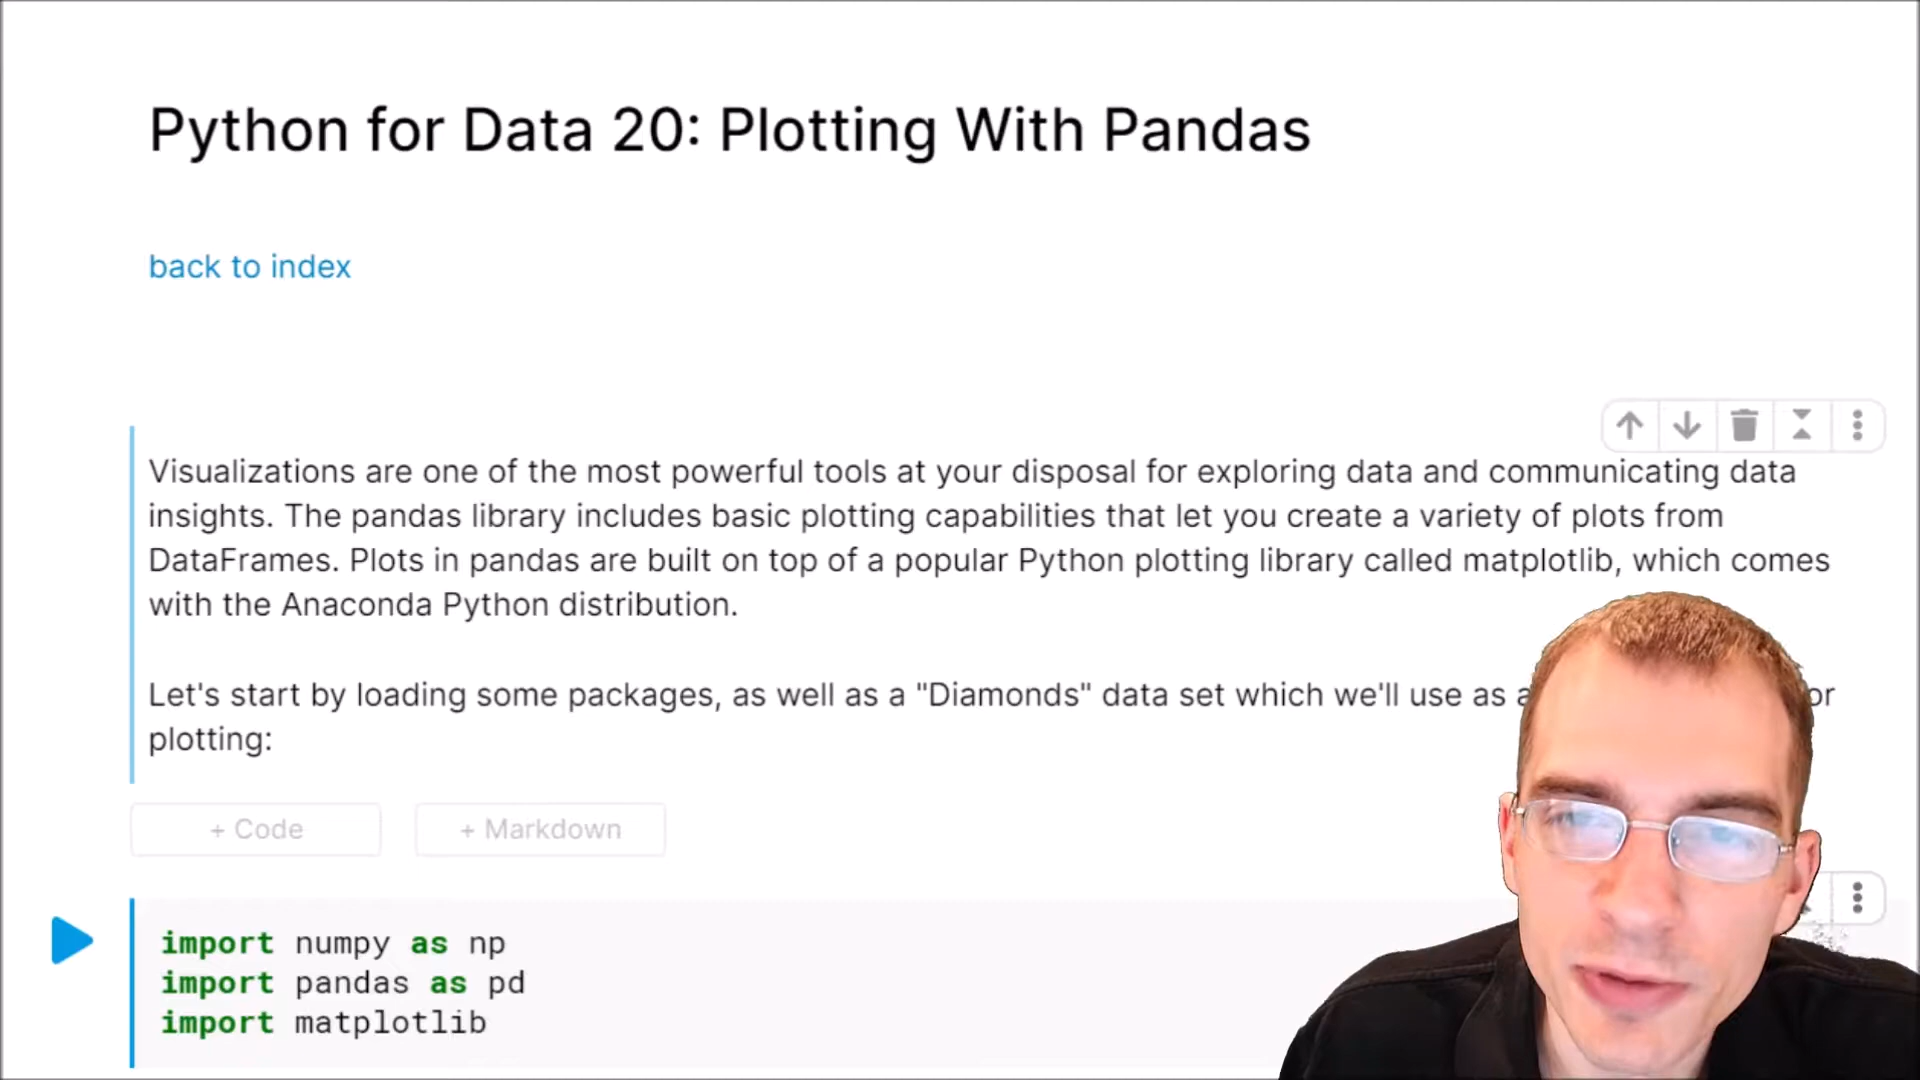 Python for Data 20: Plotting With Pandas
back to index
Visualizations are one of the most powerful tools at your disposal for exploring data and communicating data
insights. The pandas library includes basic plotting capabilities that let you create a variety of plots from
DataFrames. Plots in pandas are built on top of a popular Python plotting library called matplotlib, which comes
with the Anaconda Python distribution.
Let's start by loading some packages, as well as a "Diamonds" data set which we'll use as
plotting:
+ Code
+ Markdown
import numpy as np
import pandas as pd
import matplotlib